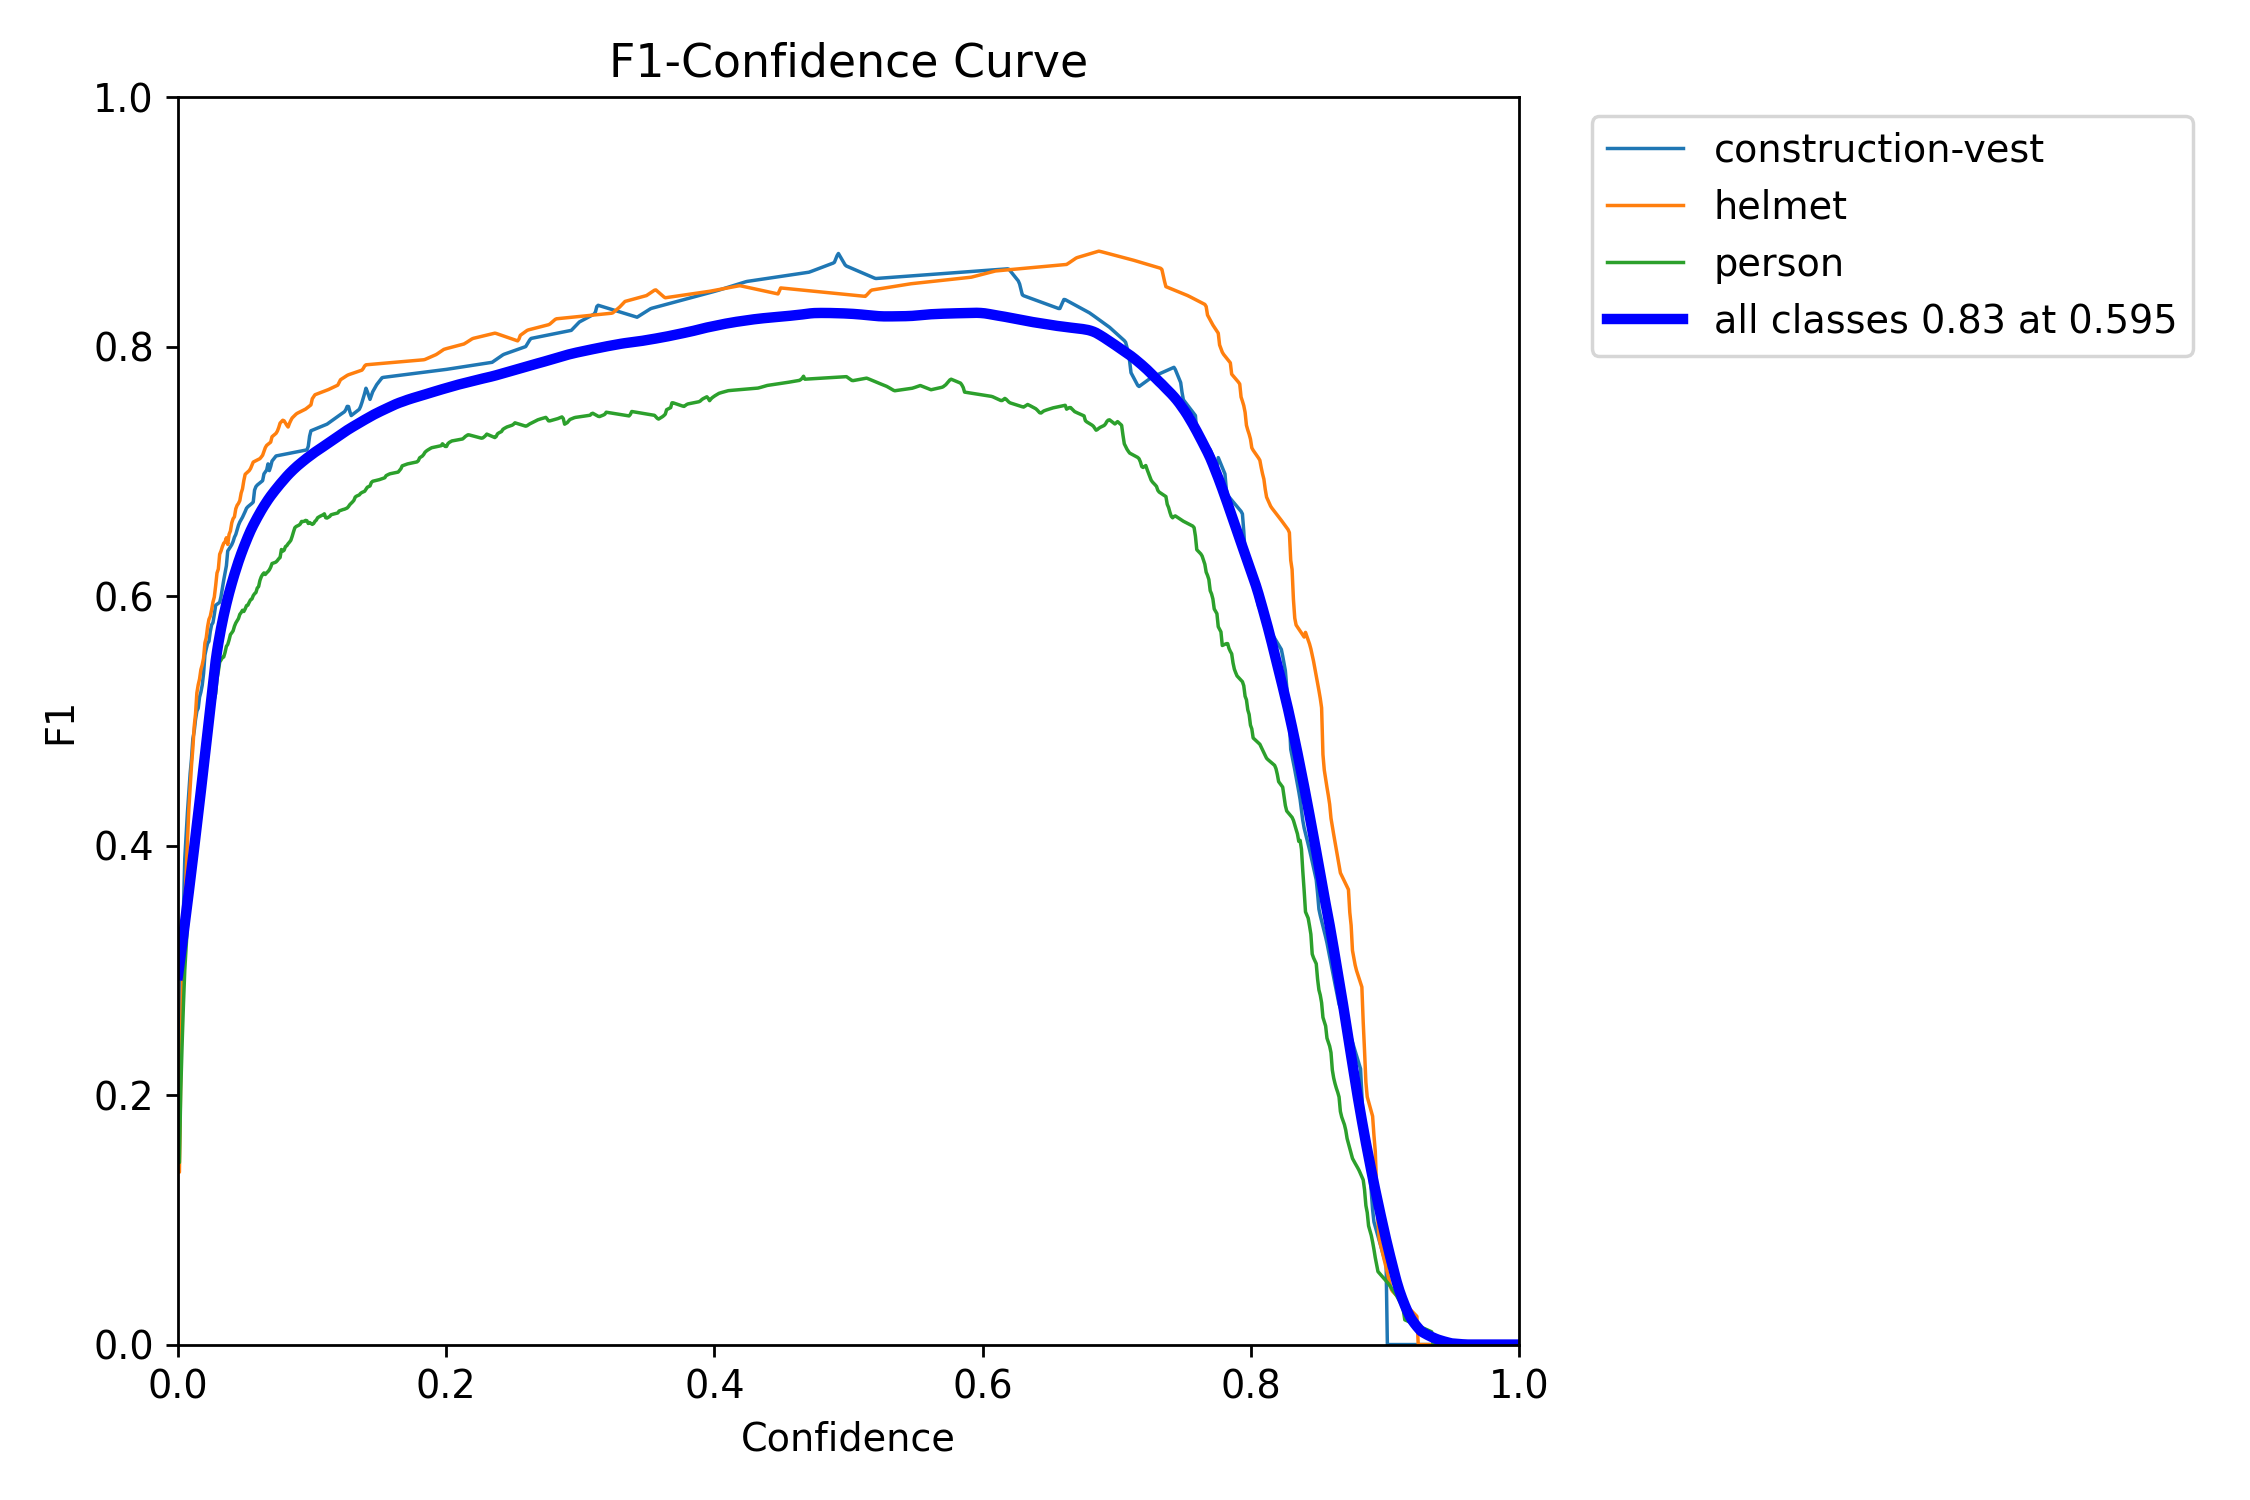 F1-Confidence Curve
construction-vest
helmet
person
all classes 0.83 at 0.595
F1
1.0
0.8
0.6
0.4
0.2
0.0
0.0 0.2 0.4 0.6 0.8 1.0
Confidence